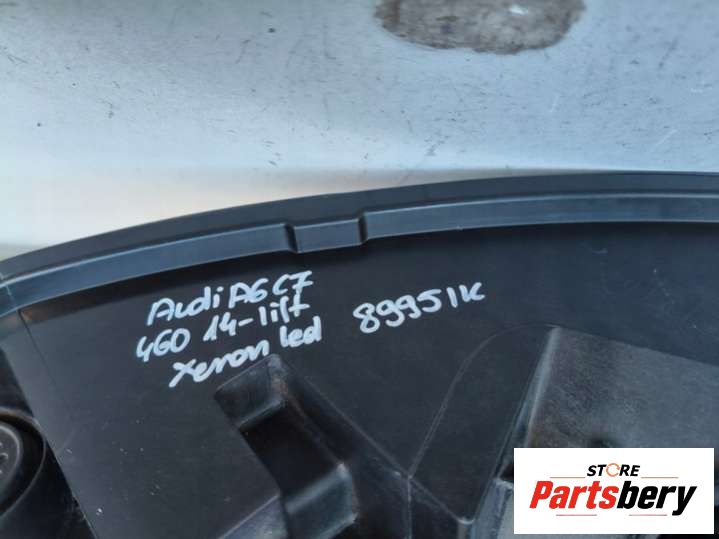 Audi A6 C7
4G0 14-lift
xenon led
89951K
STORE
Partsbery